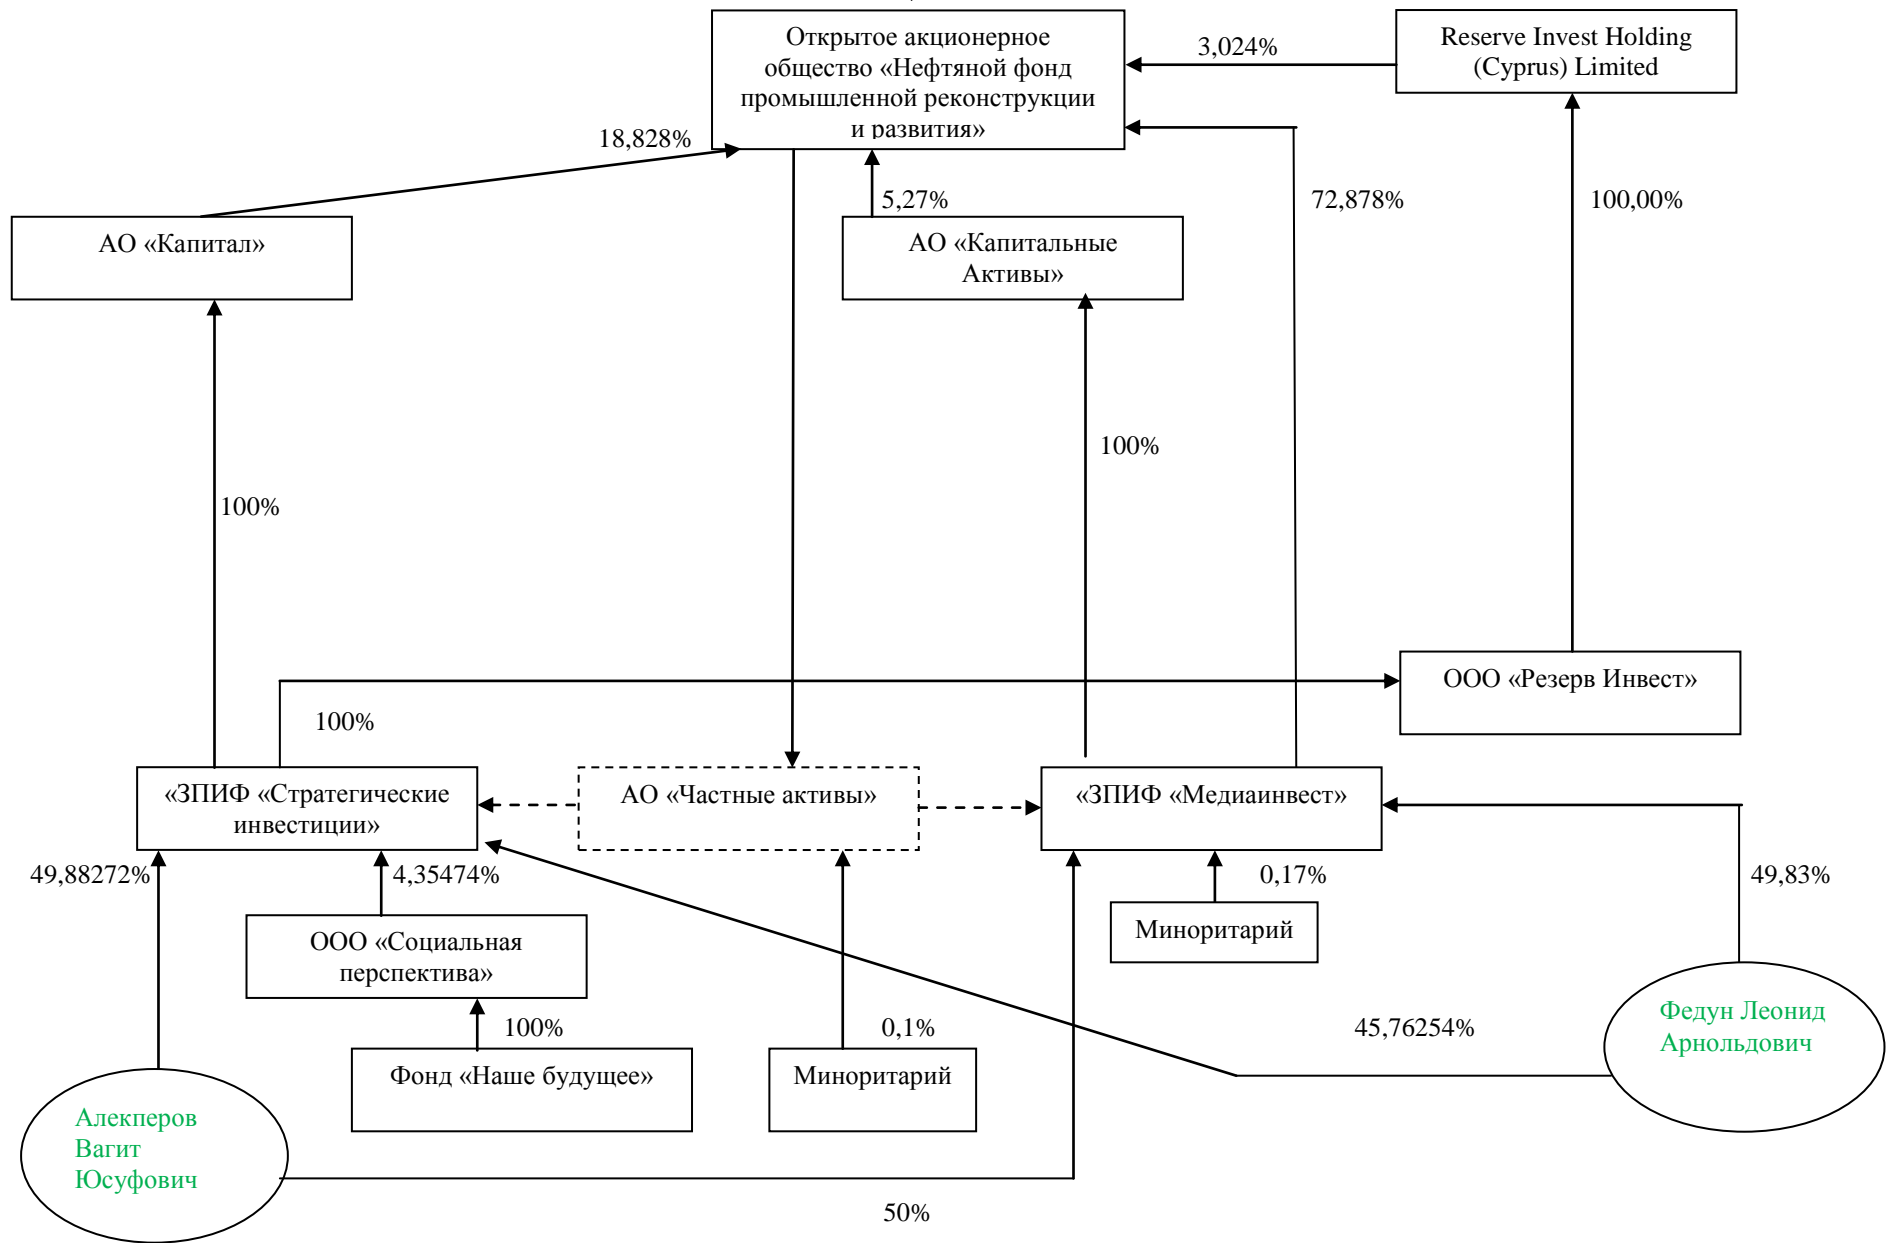 Открытое акционерное
общество «Нефтяной фонд
промышленной реконструкции
и развития»
3,024%
Reserve Invest Holding
(Cyprus) Limited
18,828%
5,27%
72,878%
100,00%
АО «Капитал»
АО «Капитальные
Активы»
100%
100%
ООО «Резерв Инвест»
100%
«ЗПИФ «Стратегические
инвестиции»
АО «Частные активы»
«ЗПИФ «Медиаинвест»
49,88272%
4,35474%
0,17%
49,83%
ООО «Социальная
перспектива»
Миноритарий
100%
0,1%
45,76254%
Федун Леонид
Арнольдович
Фонд «Наше будущее»
Миноритарий
Алекперов
Вагит
Юсуфович
50%